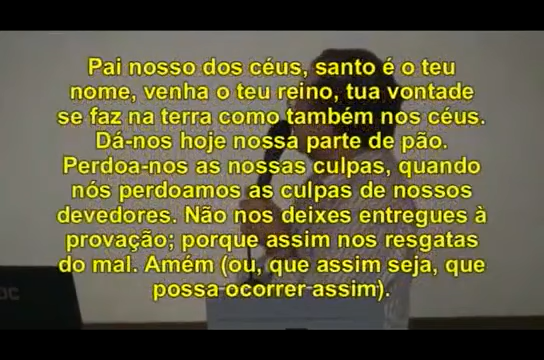 Pai nosso dos céus, santo é o teu
nome, venha o teu reino, tua vontade
se faz na terra como também nos céus.
Dá-nos hoje nossa parte de pão.
Perdoa-nos as nossas culpas, quando
nós perdoamos as culpas de nossos
devedores. Não nos deixes entregues à
provação; porque assim nos resgatas
do mal. Amém (ou, que assim seja, que
possa ocorrer assim).